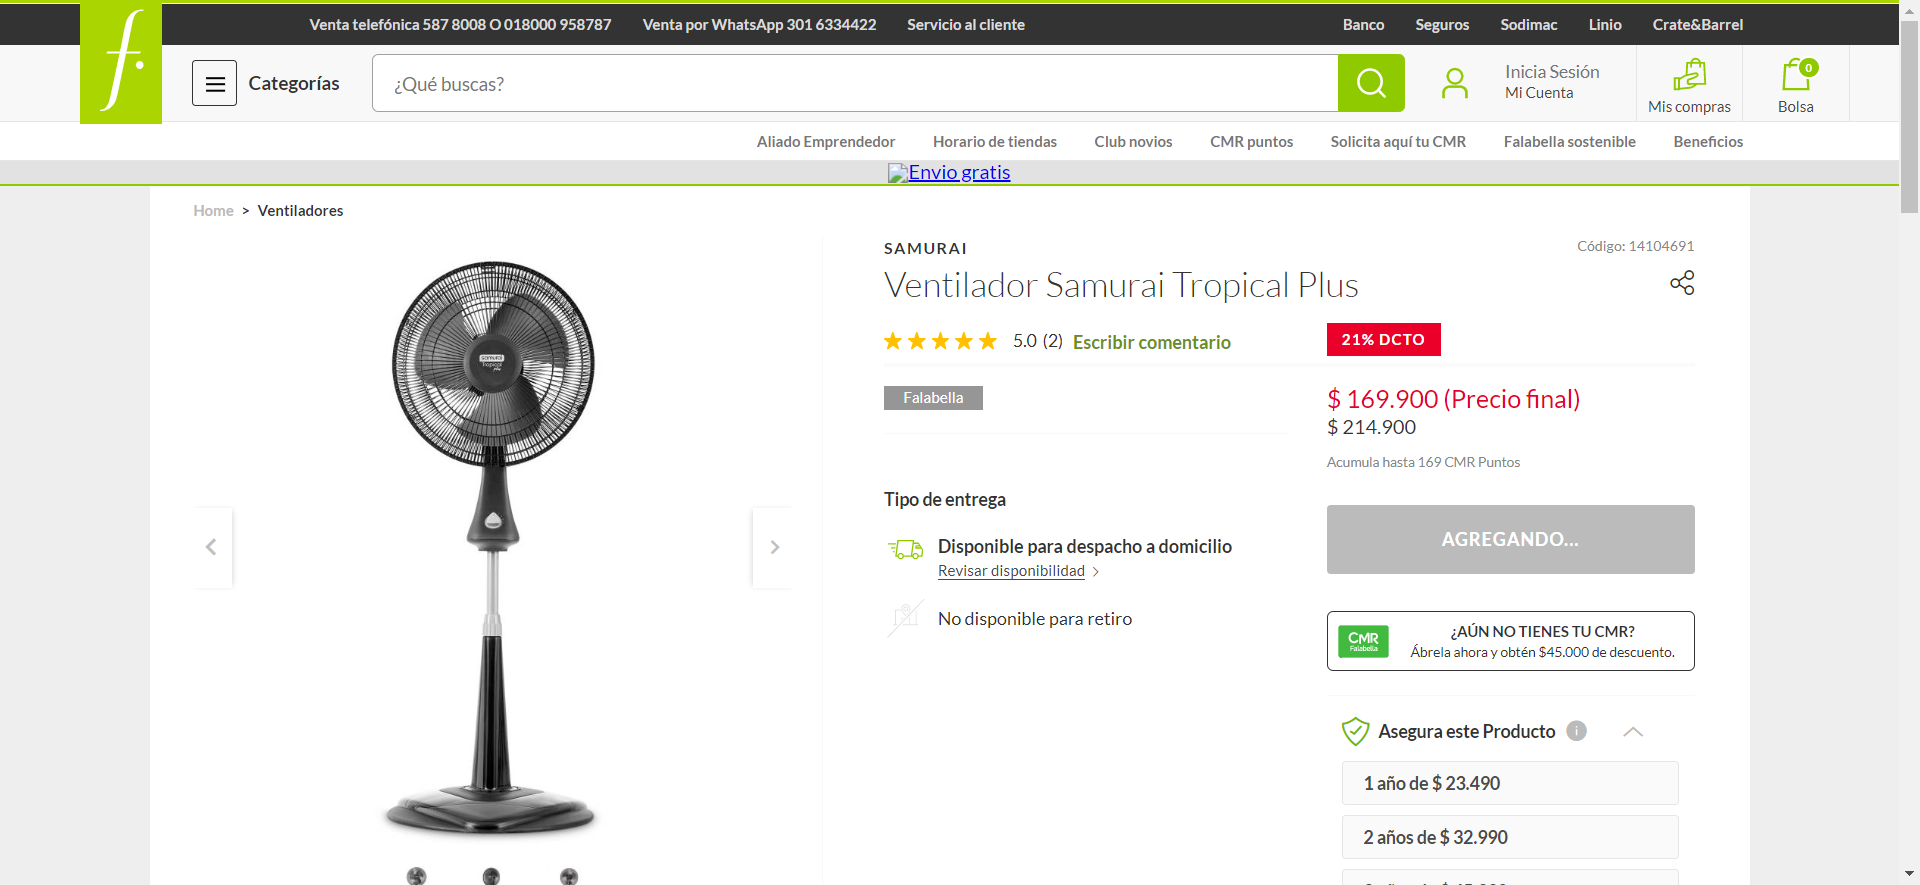 Venta telefónica 587 8008 O 018000 958787
Venta por WhatsApp 301 6334422
Servicio al cliente
Banco
Seguros
Sodimac
Linio
Crate&Barrel
f.
Categorías
¿Qué buscas?
Inicia Sesión
Mi Cuenta
Mis compras
0
Bolsa
Aliado Emprendedor
Horario de tiendas
Club novios
CMR puntos
Solicita aquí tu CMR
Falabella sostenible
Beneficios
Envio gratis
Home > Ventiladores
samurai
Tropical
plus
SAMURAI
Código: 14104691
Ventilador Samurai Tropical Plus
5.0 (2) Escribir comentario
21% DCTO
Falabella
$ 169.900 (Precio final)
$ 214.900
Acumula hasta 169 CMR Puntos
Tipo de entrega
Disponible para despacho a domicilio
Revisar disponibilidad
No disponible para retiro
AGREGANDO...
CMR
Falabella
¿AÚN NO TIENES TU CMR?
Ábrela ahora y obtén $45.000 de descuento.
Asegura este Producto
i
1 año de $ 23.490
2 años de $ 32.990